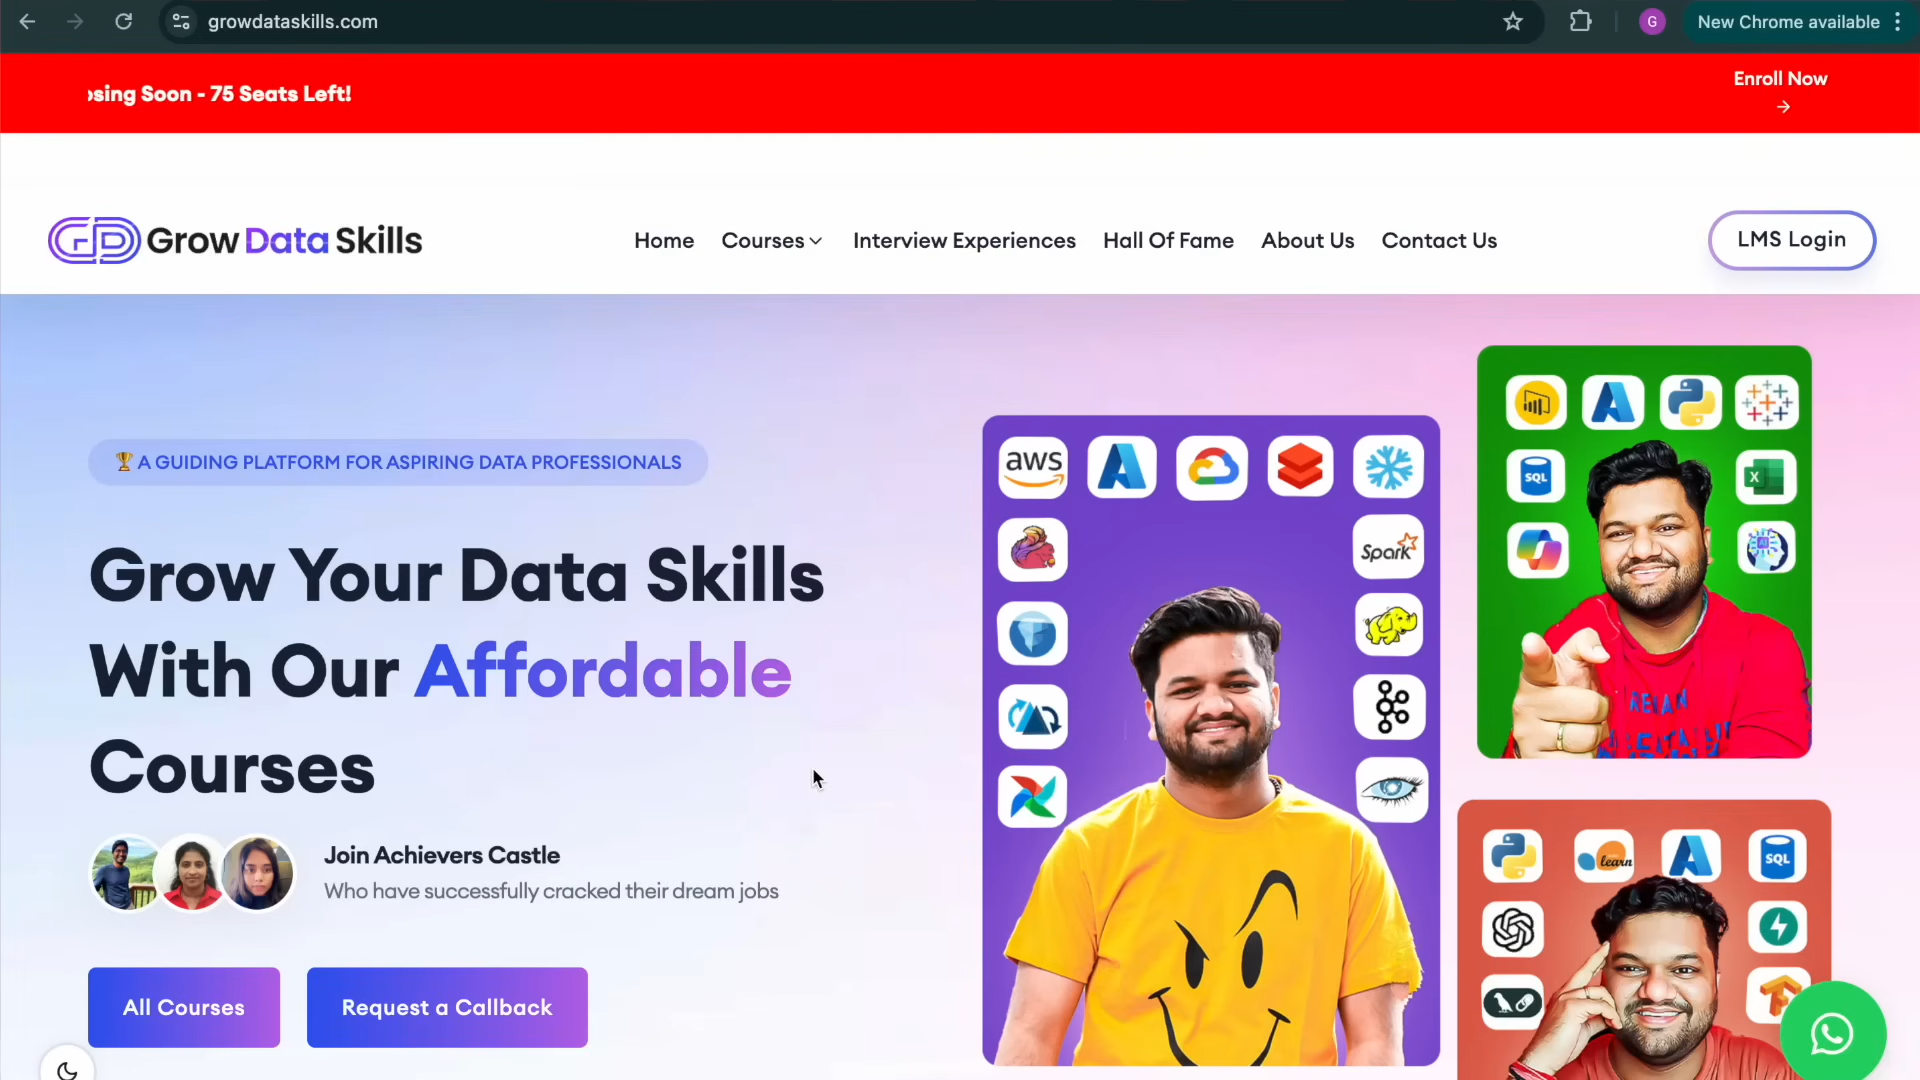 growdataskills.com
G
New Chrome available
osing Soon - 75 Seats Left!
Enroll Now
→
Grow Data Skills
Home
Courses
Interview Experiences
Hall Of Fame
About Us
Contact Us
LMS Login
🏆 A GUIDING PLATFORM FOR ASPIRING DATA PROFESSIONALS
Grow Your Data Skills
With Our Affordable
Courses
Join Achievers Castle
Who have successfully cracked their dream jobs
All Courses
Request a Callback
aws
Spark
SQL
X
learn
SQL